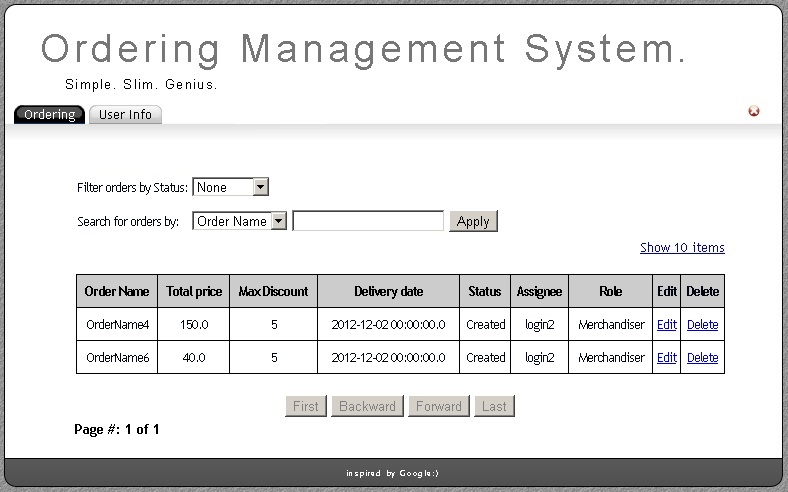 Ordering Management System.
Simple. Slim. Genius.
Ordering User Info
Filter orders by Status: None
Search for orders by: Order Name Apply
Show 10 items
Order Name Total price Max Discount Delivery date Status Assignee Role Edit Delete
OrderName4 150.0 5 2012-12-02 00:00:00.0 Created login2 Merchandiser Edit Delete
OrderName6 40.0 5 2012-12-02 00:00:00.0 Created login2 Merchandiser Edit Delete
First Backward Forward Last
Page #: 1 of 1
inspired by Google:)